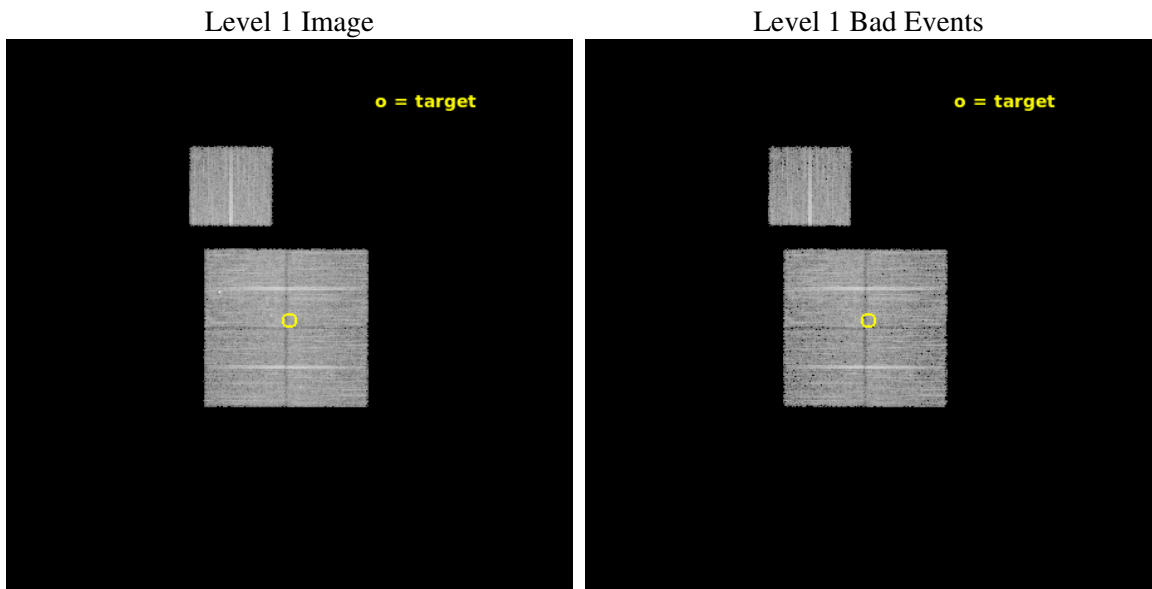 Level 1 Image
Level 1 Bad Events
o = target
o = target